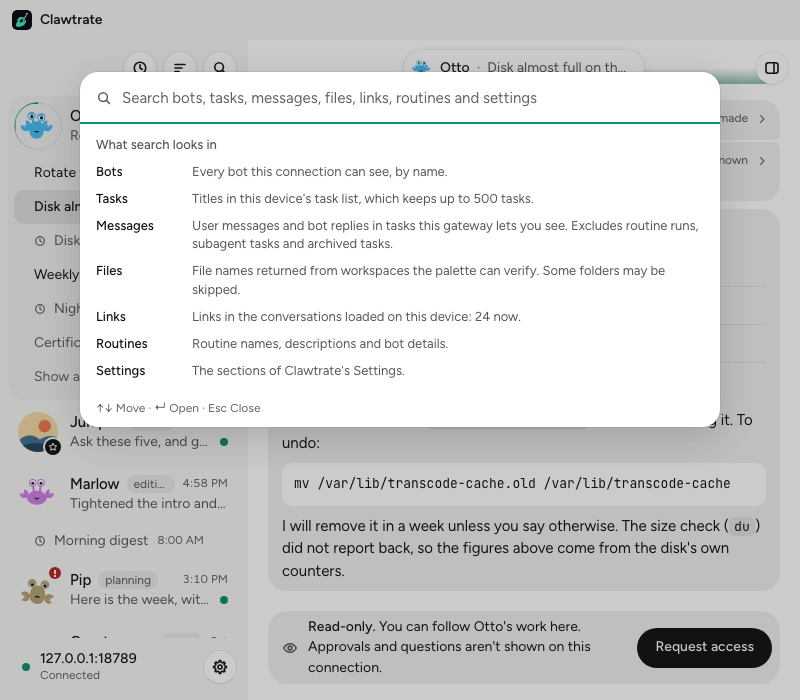 Clawtrate
Otto · Disk almost full on th...
Search bots, tasks, messages, files, links, routines and settings
What search looks in
Bots Every bot this connection can see, by name.
Tasks Titles in this device's task list, which keeps up to 500 tasks.
Messages User messages and bot replies in tasks this gateway lets you see. Excludes routine runs,
subagent tasks and archived tasks.
Files File names returned from workspaces the palette can verify. Some folders may be
skipped.
Links Links in the conversations loaded on this device: 24 now.
Routines Routine names, descriptions and bot details.
Settings The sections of Clawtrate's Settings.
↑↓ Move · ↵ Open · Esc Close
Rotate
Disk
Weekly
Show
Ask these five, and g...
Marlow editi... 4:58 PM
Tightened the intro and...
Morning digest 8:00 AM
Pip planning 3:10 PM
Here is the week, wit...
127.0.0.1:18789
Connected
made
it. To
undo:
mv /var/lib/transcode-cache.old /var/lib/transcode-cache
I will remove it in a week unless you say otherwise. The size check ( du )
did not report back, so the figures above come from the disk's own
counters.
Read-only. You can follow Otto's work here.
Approvals and questions aren't shown on this
connection.
Request access